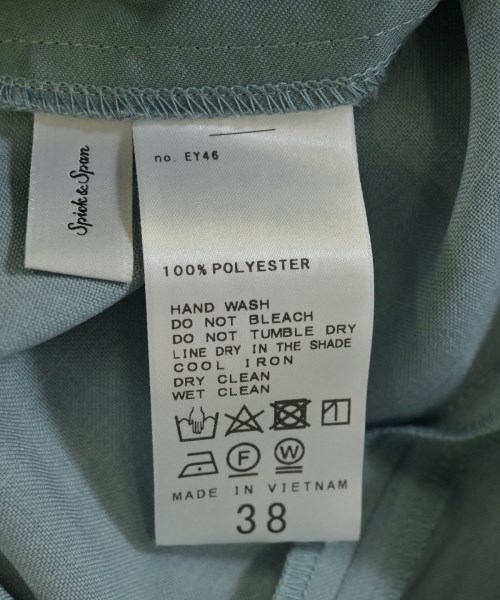 Spick & Span
no. EY46
100% POLYESTER
HAND WASH
DO NOT BLEACH
DO NOT TUMBLE DRY
LINE DRY IN THE SHADE
COOL IRON
DRY CLEAN
WET CLEAN
F W
MADE IN VIETNAM
38